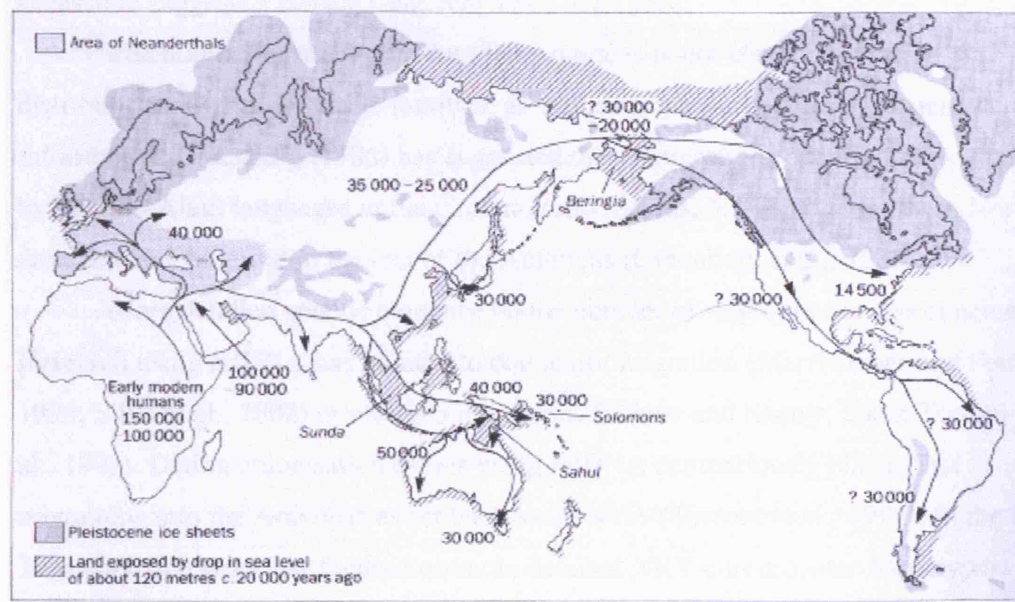 Area of Neanderthals
? 30 000
20 000
35 000 – 25 000
Beringia
40 000
30 000
? 30 000
14 500
100 000
– 90 000
Early modern
humans
150 000
100 000
40 000
30 000
Sunda
Solomons
50 000
Sahul
? 30 000
? 30 000
30 000
Pleistocene ice sheets
Land exposed by drop in sea level
of about 120 metres c. 20 000 years ago